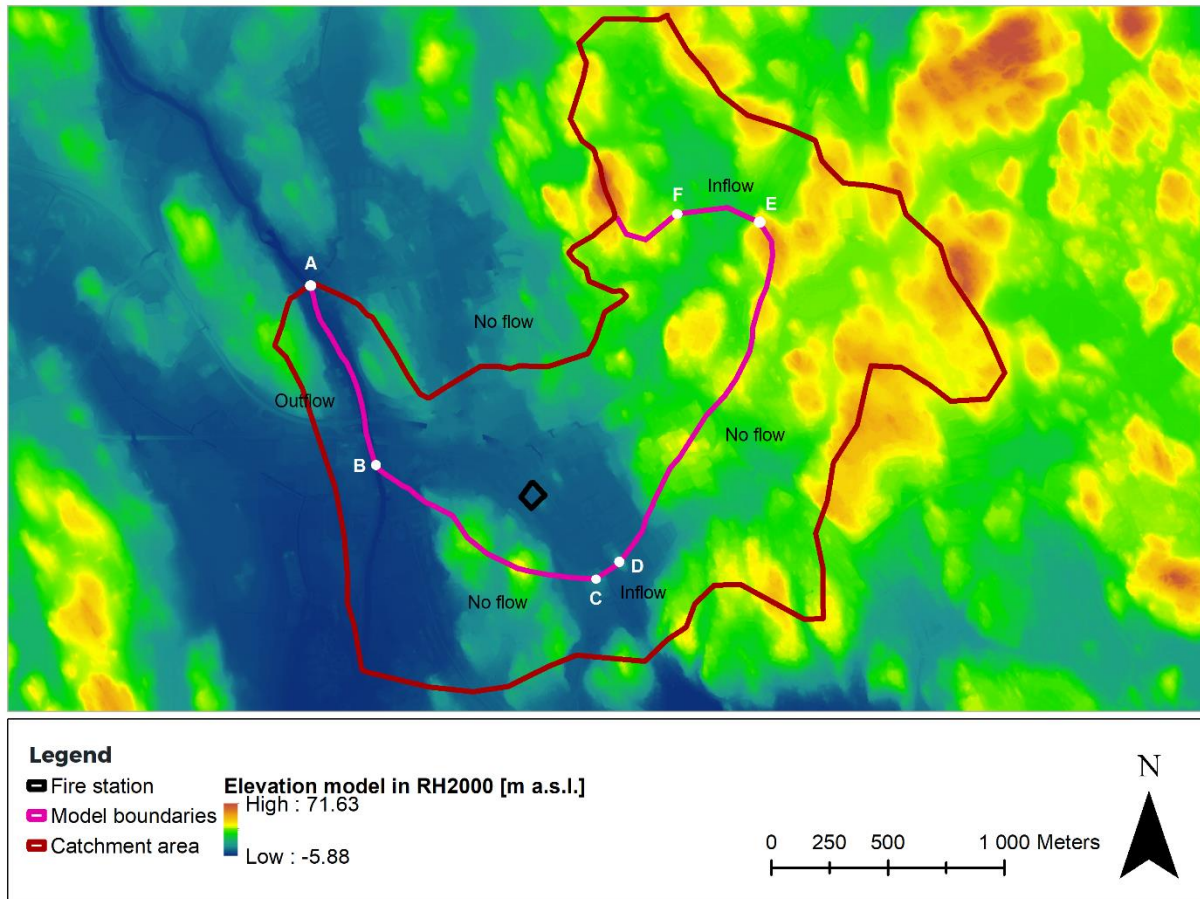 Inflow
F
E
A
No flow
Outflow
No flow
B
D
C
Inflow
No flow
Legend
Fire station
Model boundaries
Catchment area
Elevation model in RH2000 [m a.s.l.]
High : 71.63
Low : -5.88
N
0 250 500 1 000 Meters